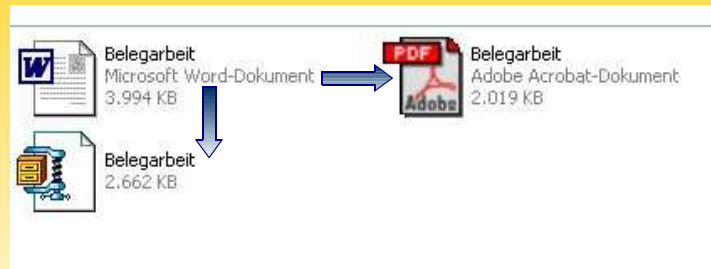 Belegarbeit
Microsoft Word-Dokument
3.994 KB
PDF
Adobe
Belegarbeit
Adobe Acrobat-Dokument
2.019 KB
Belegarbeit
2.662 KB